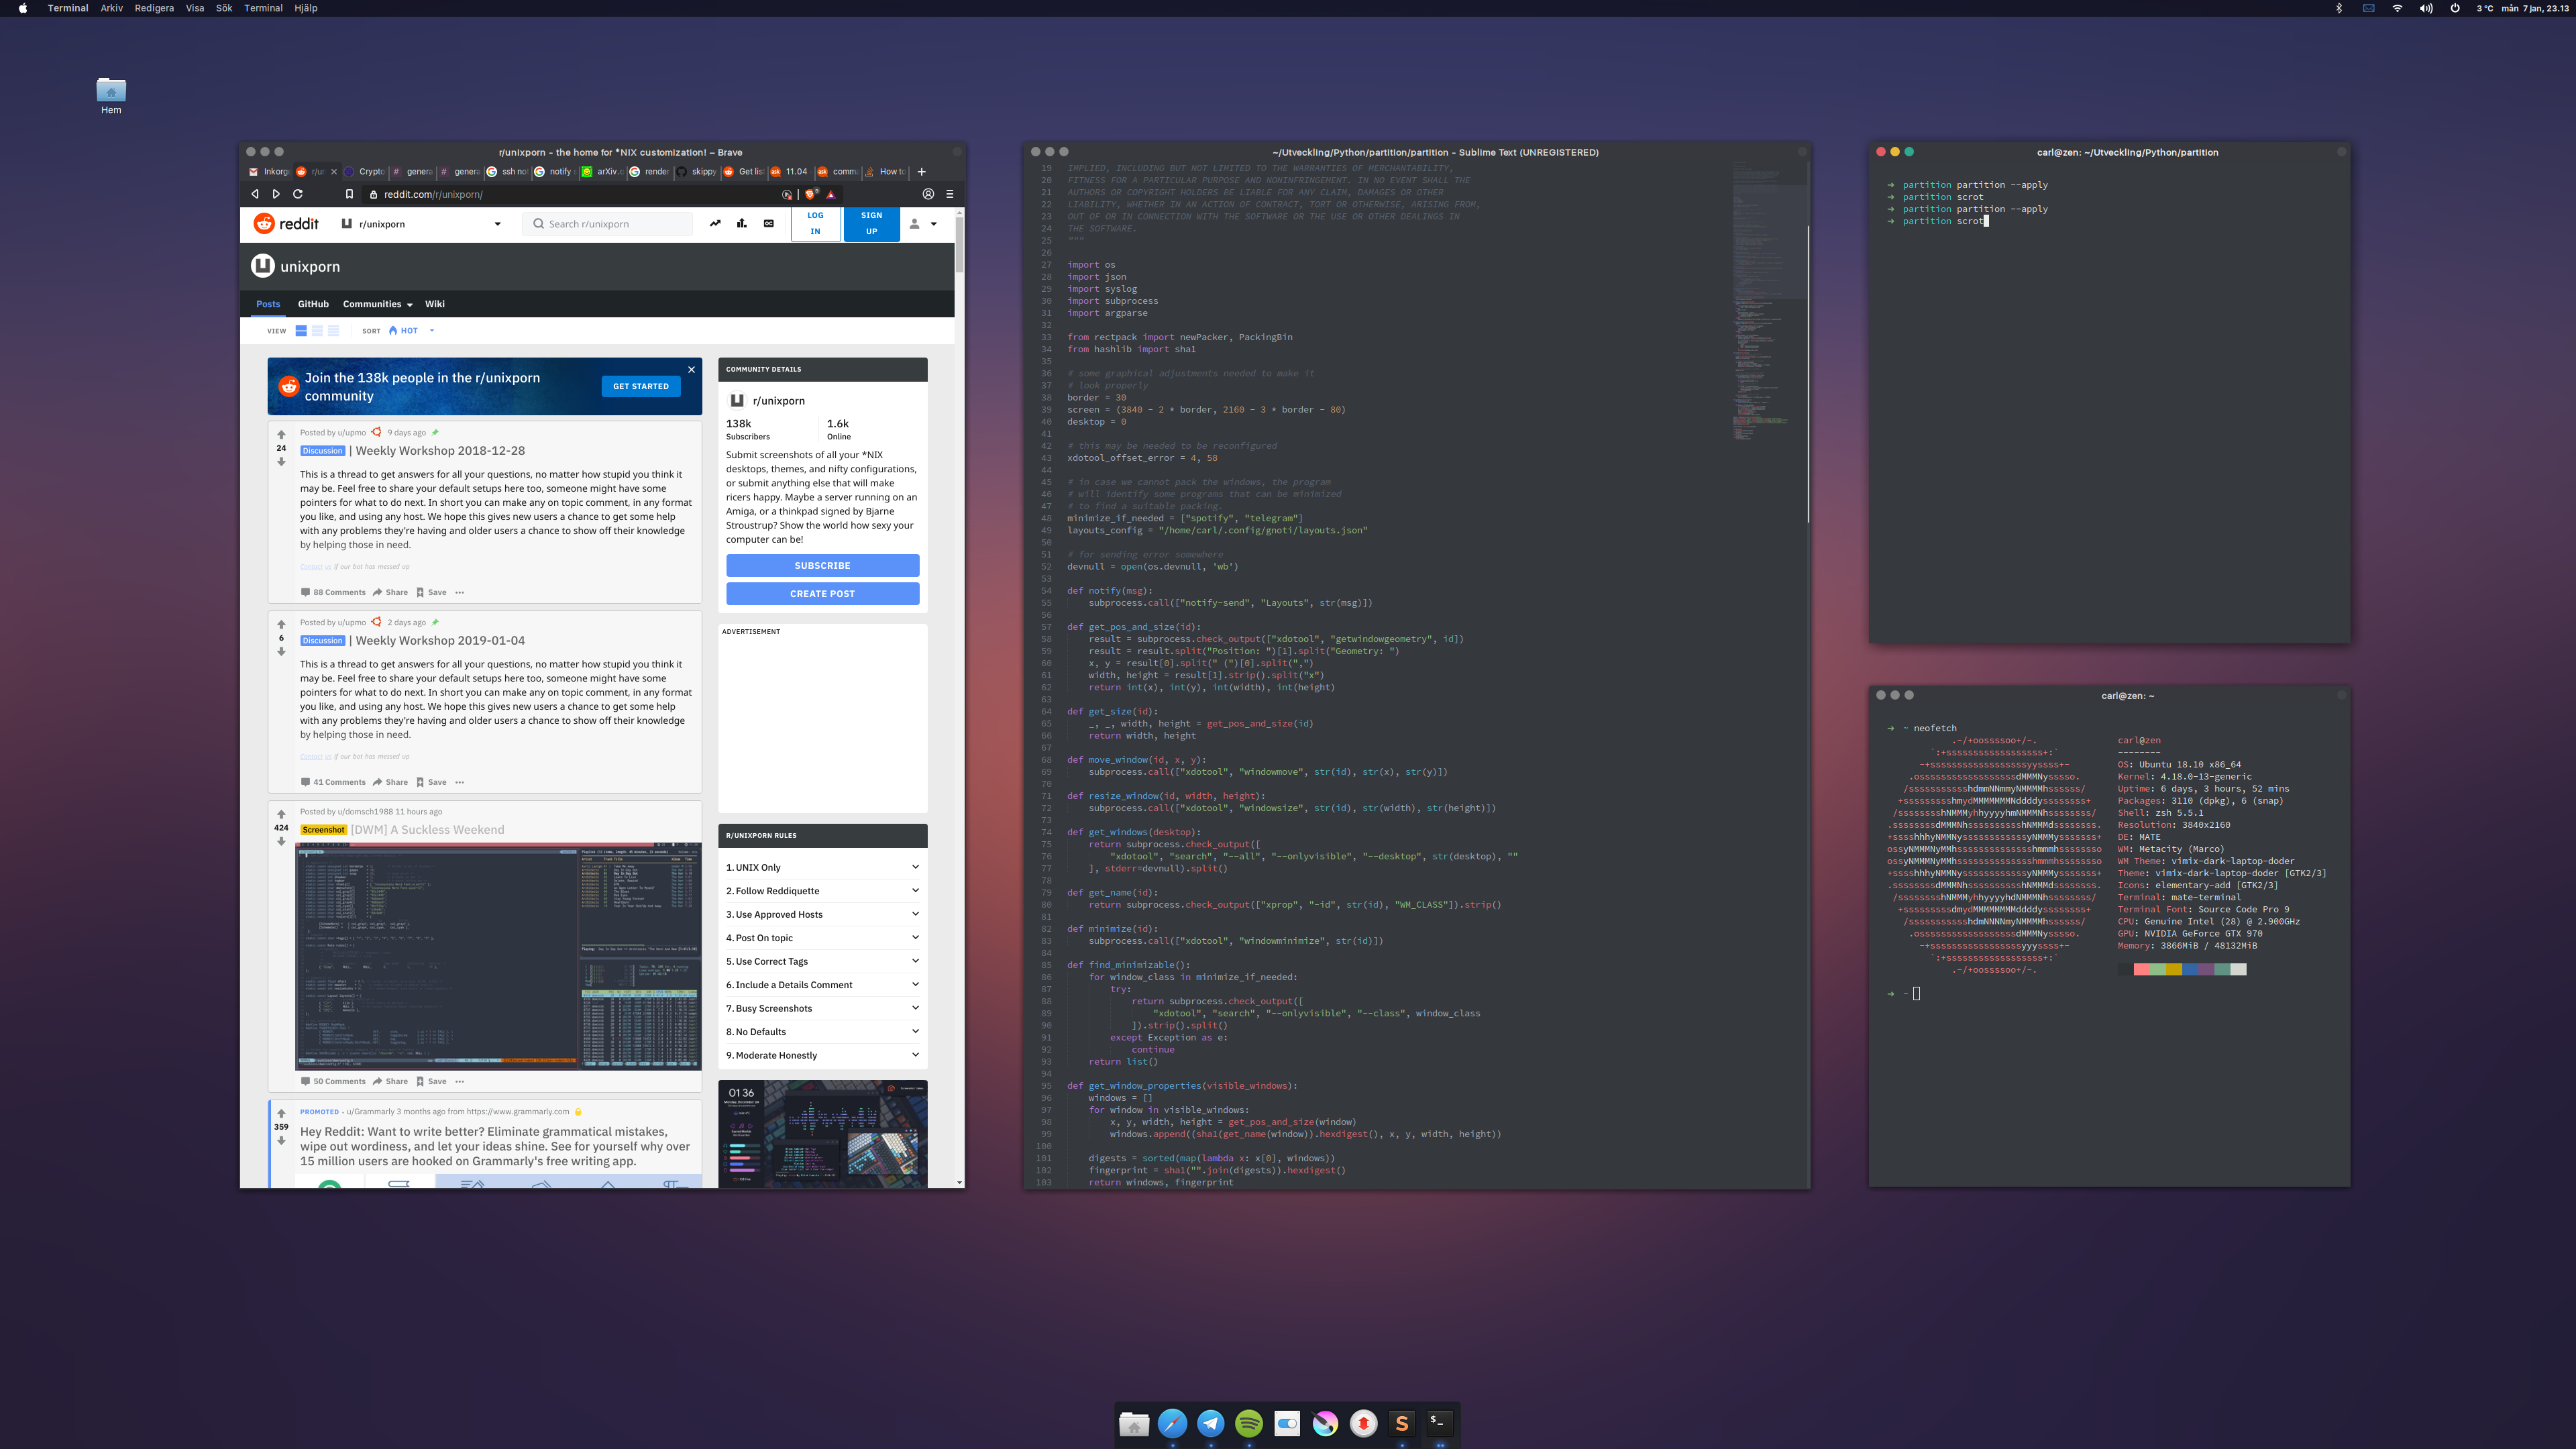 Terminal Arkiv Redigera Visa Sök Terminal Hjälp
3 °C mån 7 jan, 23.13
Hem
r/unixporn - the home for *NIX customization! – Brave
Inkorg r/un Crypto # genera # genera ssh no notify arXiv.c render skippy Get lis 11.04 comm How to
reddit.com/r/unixporn/
reddit r/unixporn Search r/unixporn LOG IN SIGN UP
unixporn
Posts GitHub Communities Wiki
VIEW SORT HOT
Join the 138k people in the r/unixporn
community
GET STARTED
Posted by u/upmo 9 days ago
24
Discussion | Weekly Workshop 2018-12-28
This is a thread to get answers for all your questions, no matter how stupid you think it
may be. Feel free to share your default setups here too, someone might have some
pointers for what to do next. In short you can make any on topic comment, in any format
you like, and using any host. We hope this gives new users a chance to get some help
with any problems they're having and older users a chance to show off their knowledge
by helping those in need.
Contact us if our bot has messed up
88 Comments Share Save
Posted by u/upmo 2 days ago
6
Discussion | Weekly Workshop 2019-01-04
This is a thread to get answers for all your questions, no matter how stupid you think it
may be. Feel free to share your default setups here too, someone might have some
pointers for what to do next. In short you can make any on topic comment, in any format
you like, and using any host. We hope this gives new users a chance to get some help
with any problems they're having and older users a chance to show off their knowledge
by helping those in need.
Contact us if our bot has messed up
41 Comments Share Save
Posted by u/domsch1988 11 hours ago
424
Screenshot [DWM] A Suckless Weekend
50 Comments Share Save
PROMOTED • u/Grammarly 3 months ago from https://www.grammarly.com
359
Hey Reddit: Want to write better? Eliminate grammatical mistakes,
wipe out wordiness, and let your ideas shine. See for yourself why over
15 million users are hooked on Grammarly's free writing app.
COMMUNITY DETAILS
r/unixporn
138k 1.6k
Subscribers Online
Submit screenshots of all your *NIX
desktops, themes, and nifty configurations,
or submit anything else that will make
ricers happy. Maybe a server running on an
Amiga, or a thinkpad signed by Bjarne
Stroustrup? Show the world how sexy your
computer can be!
SUBSCRIBE
CREATE POST
ADVERTISEMENT
R/UNIXPORN RULES
1. UNIX Only
2. Follow Reddiquette
3. Use Approved Hosts
4. Post On topic
5. Use Correct Tags
6. Include a Details Comment
7. Busy Screenshots
8. No Defaults
9. Moderate Honestly
01 36
~/Utveckling/Python/partition/partition - Sublime Text (UNREGISTERED)
19 IMPLIED, INCLUDING BUT NOT LIMITED TO THE WARRANTIES OF MERCHANTABILITY,
20 FITNESS FOR A PARTICULAR PURPOSE AND NONINFRINGEMENT. IN NO EVENT SHALL THE
21 AUTHORS OR COPYRIGHT HOLDERS BE LIABLE FOR ANY CLAIM, DAMAGES OR OTHER
22 LIABILITY, WHETHER IN AN ACTION OF CONTRACT, TORT OR OTHERWISE, ARISING FROM,
23 OUT OF OR IN CONNECTION WITH THE SOFTWARE OR THE USE OR OTHER DEALINGS IN
24 THE SOFTWARE.
25 """
26
27 import os
28 import json
29 import syslog
30 import subprocess
31 import argparse
32
33 from rectpack import newPacker, PackingBin
34 from hashlib import sha1
35
36 # some graphical adjustments needed to make it
37 # look properly
38 border = 30
39 screen = (3840 - 2 * border, 2160 - 3 * border - 80)
40 desktop = 0
41
42 # this may be needed to be reconfigured
43 xdotool_offset_error = 4, 58
44
45 # in case we cannot pack the windows, the program
46 # will identify some programs that can be minimized
47 # to find a suitable packing.
48 minimize_if_needed = ["spotify", "telegram"]
49 layouts_config = "/home/carl/.config/gnoti/layouts.json"
50
51 # for sending error somewhere
52 devnull = open(os.devnull, 'wb')
53
54 def notify(msg):
55 subprocess.call(["notify-send", "Layouts", str(msg)])
56
57 def get_pos_and_size(id):
58 result = subprocess.check_output(["xdotool", "getwindowgeometry", id])
59 result = result.split("Position: ")[1].split("Geometry: ")
60 x, y = result[0].split(" (")[0].split(",")
61 width, height = result[1].strip().split("x")
62 return int(x), int(y), int(width), int(height)
63
64 def get_size(id):
65 _, _, width, height = get_pos_and_size(id)
66 return width, height
67
68 def move_window(id, x, y):
69 subprocess.call(["xdotool", "windowmove", str(id), str(x), str(y)])
70
71 def resize_window(id, width, height):
72 subprocess.call(["xdotool", "windowsize", str(id), str(width), str(height)])
73
74 def get_windows(desktop):
75 return subprocess.check_output([
76 "xdotool", "search", "--all", "--onlyvisible", "--desktop", str(desktop), ""
77 ], stderr=devnull).split()
78
79 def get_name(id):
80 return subprocess.check_output(["xprop", "-id", str(id), "WM_CLASS"]).strip()
81
82 def minimize(id):
83 subprocess.call(["xdotool", "windowminimize", str(id)])
84
85 def find_minimizable():
86 for window_class in minimize_if_needed:
87 try:
88 return subprocess.check_output([
89 "xdotool", "search", "--onlyvisible", "--class", window_class
90 ]).strip().split()
91 except Exception as e:
92 continue
93 return list()
94
95 def get_window_properties(visible_windows):
96 windows = []
97 for window in visible_windows:
98 x, y, width, height = get_pos_and_size(window)
99 windows.append((sha1(get_name(window)).hexdigest(), x, y, width, height))
100
101 digests = sorted(map(lambda x: x[0], windows))
102 fingerprint = sha1("".join(digests)).hexdigest()
103 return windows, fingerprint
carl@zen: ~/Utveckling/Python/partition
➜ partition partition --apply
➜ partition scrot
➜ partition partition --apply
➜ partition scrot
carl@zen: ~
➜ ~ neofetch
carl@zen
--------
OS: Ubuntu 18.10 x86_64
Kernel: 4.18.0-13-generic
Uptime: 6 days, 3 hours, 52 mins
Packages: 3110 (dpkg), 6 (snap)
Shell: zsh 5.5.1
Resolution: 3840x2160
DE: MATE
WM: Metacity (Marco)
WM Theme: vimix-dark-laptop-doder
Theme: vimix-dark-laptop-doder [GTK2/3]
Icons: elementary-add [GTK2/3]
Terminal: mate-terminal
Terminal Font: Source Code Pro 9
CPU: Genuine Intel (28) @ 2.900GHz
GPU: NVIDIA GeForce GTX 970
Memory: 3866MiB / 48132MiB
➜ ~
S
$_